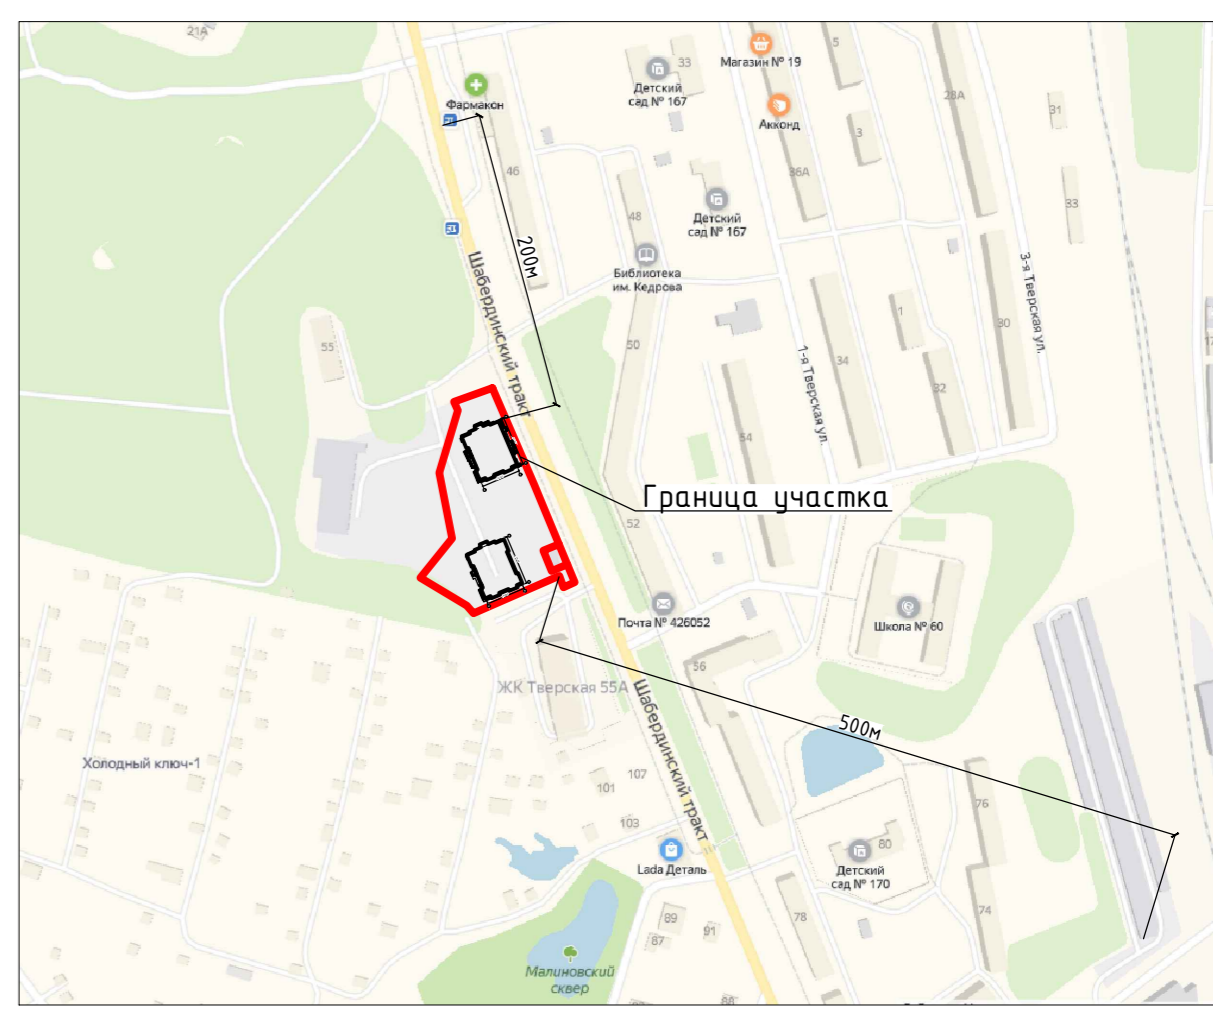 21А
Фармакон
33
Детский
сад № 167
Магазин № 19
5
Акконд
28А
31
3
46
36А
48
Детский
сад № 167
33
200м
Библиотека
им. Кедрова
Шабердинский тракт
3-я Тверская ул.
1
30
55
50
1-я Тверская ул.
34
32
54
Граница участка
52
Почта № 426052
Школа № 60
56
ЖК Тверская 55А
Шабердинский тракт
500м
Холодный ключ-1
107
101
103
76
Lada Деталь
80
Детский
сад № 170
89
91
87
78
74
Малиновский
сквер
88